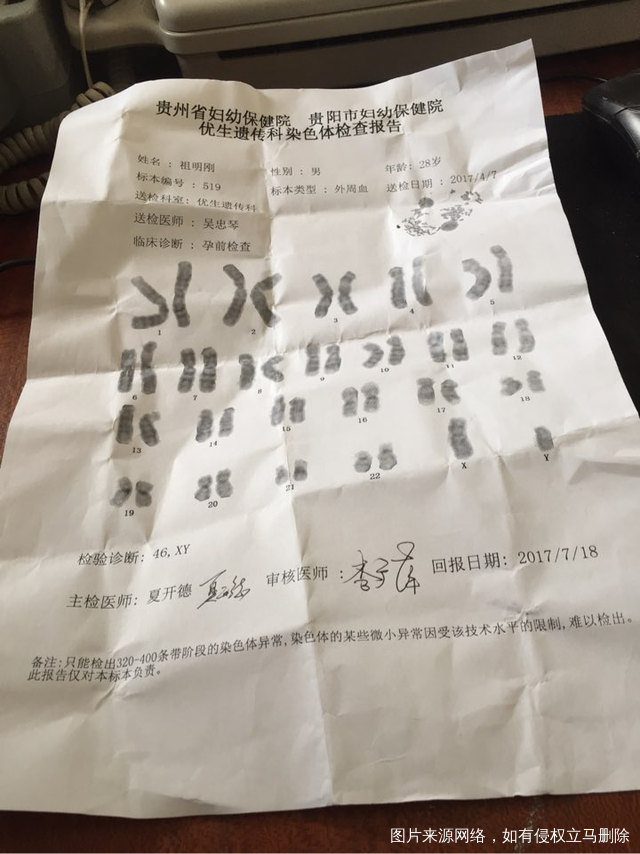 贵州省妇幼保健院 贵阳市妇幼保健院
优生遗传科染色体检查报告
姓名：祖明刚 性别：男 年龄：28岁
标本编号：519 标本类型：外周血 送检日期：2017/4/7
送检科室：优生遗传科
送检医师：吴忠琴
临床诊断：孕前检查
1 2 3 4 5
6 7 8 9 10 11 12
13 14 15 16 17 18
19 20 21 22 X Y
检验诊断：46,XY
主检医师：夏开德 审核医师： 回报日期：2017/7/18
备注：只能检出320-400条带阶段的染色体异常,染色体的某些微小异常因受该技术水平的限制,难以检出。
此报告仅对本标本负责。
图片来源网络，如有侵权立马删除